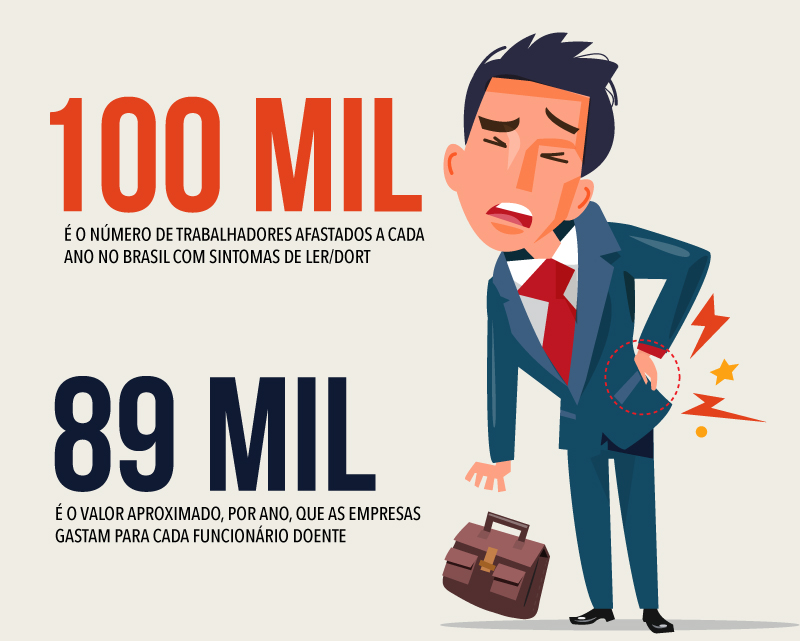 100 MIL
É O NÚMERO DE TRABALHADORES AFASTADOS A CADA
ANO NO BRASIL COM SINTOMAS DE LER/DORT
89 MIL
É O VALOR APROXIMADO, POR ANO, QUE AS EMPRESAS
GASTAM PARA CADA FUNCIONÁRIO DOENTE